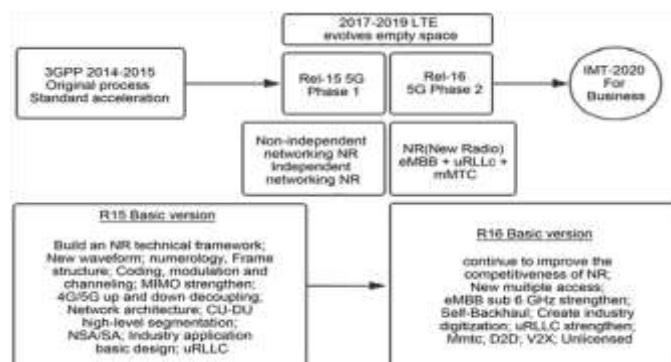 2017-2019 LTE
evolves empty space
3GPP 2014-2015
Original process
Standard acceleration
Rel-15 5G
Phase 1
Rel-16
5G Phase 2
IMT-2020
For
Business
Non-independent
networking NR
Independent
networking NR
NR(New Radio)
eMBB + uRLLc +
mMTC
R15 Basic version
Build an NR technical framework;
New waveform; numerology, Frame
structure; Coding, modulation and
channeling; MIMO strengthen;
4G/5G up and down decoupling;
Network architecture; CU-DU
high-level segmentation;
NSA/SA; Industry application
basic design; uRLLC
R16 Basic version
continue to improve the
competitiveness of NR;
New multiple access;
eMBB sub 6 GHz strengthen;
Self-Backhaul; Create industry
digitization; uRLLC strengthen;
Mmtc, D2D; V2X; Unlicensed